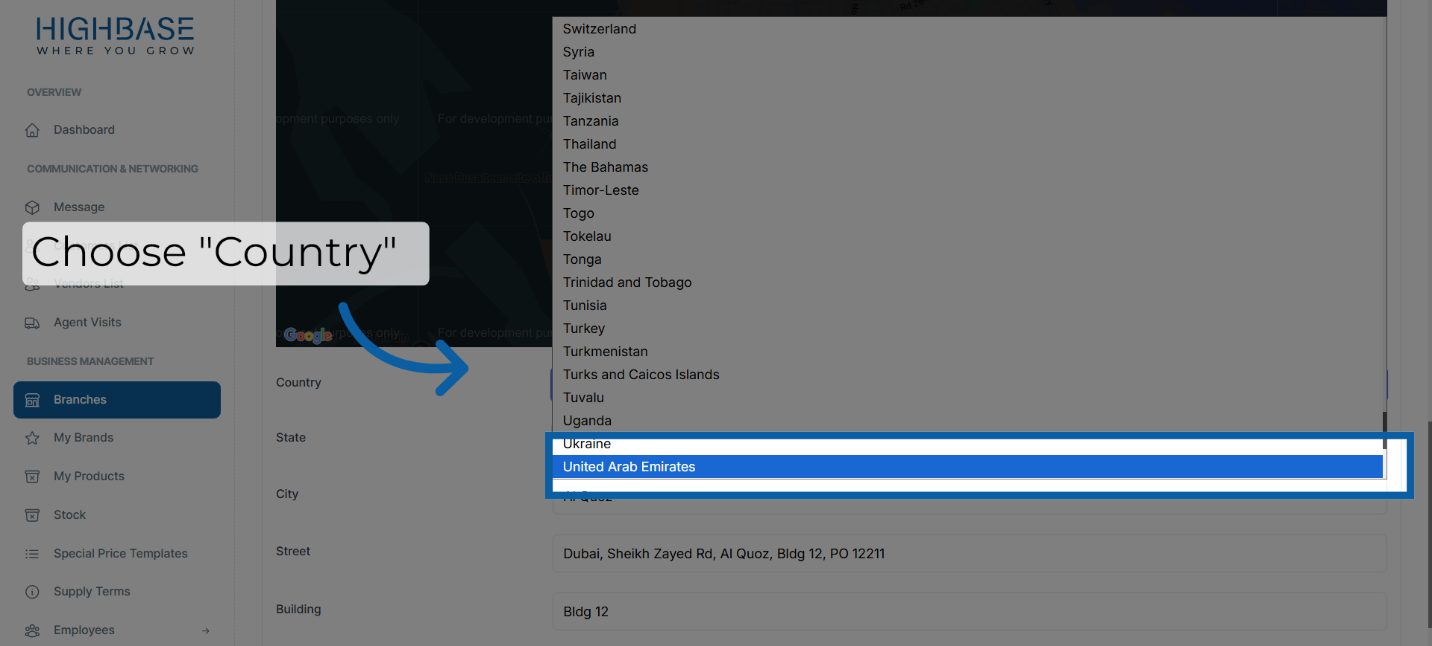 HIGHBASE
WHERE YOU GROW
OVERVIEW
Dashboard
COMMUNICATION & NETWORKING
Message
Choose "Country"
Vendors List
Agent Visits
BUSINESS MANAGEMENT
Branches
My Brands
My Products
Stock
Special Price Templates
Supply Terms
Employees
opment purposes only
For development pu
Google
purposes only
For development pu
Switzerland
Syria
Taiwan
Tajikistan
Tanzania
Thailand
The Bahamas
Timor-Leste
Togo
Tokelau
Tonga
Trinidad and Tobago
Tunisia
Turkey
Turkmenistan
Turks and Caicos Islands
Tuvalu
Uganda
Ukraine
United Arab Emirates
Country
State
City
Al Quoz
Street
Dubai, Sheikh Zayed Rd, Al Quoz, Bldg 12, PO 12211
Building
Bldg 12